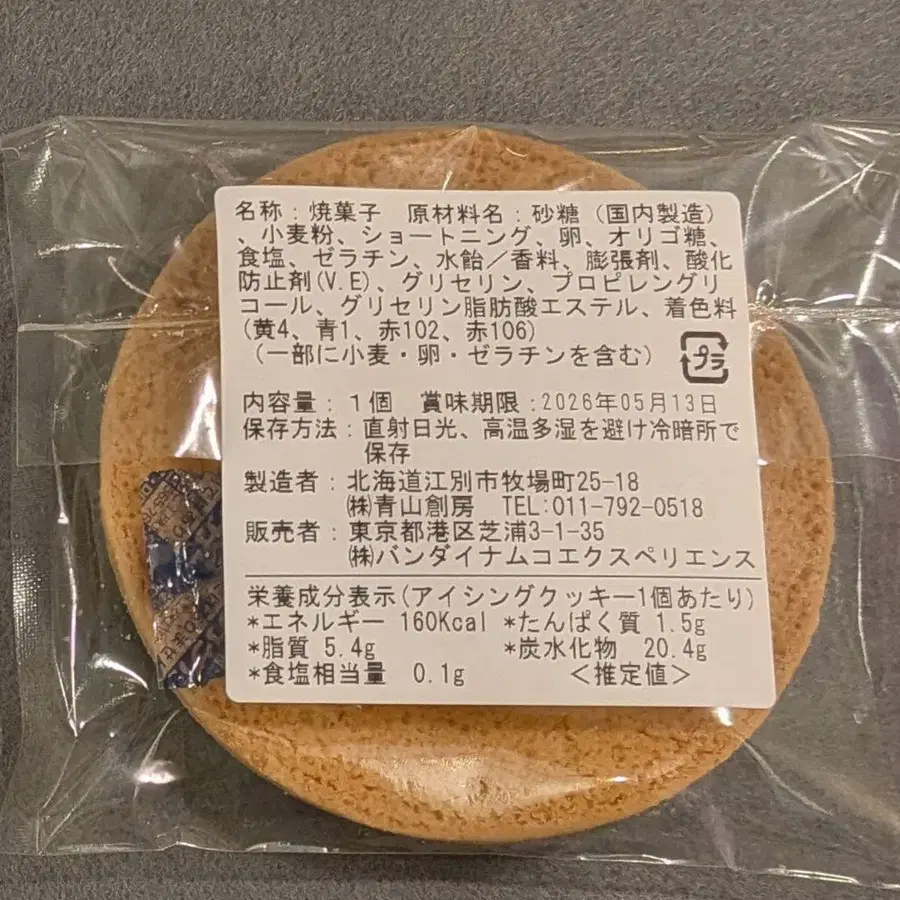 名称：焼菓子　原材料名：砂糖（国内製造）
、小麦粉、ショートニング、卵、オリゴ糖、
食塩、ゼラチン、水飴／香料、膨張剤、酸化
防止剤(V.E)、グリセリン、プロピレングリ
コール、グリセリン脂肪酸エステル、着色料
(黄4、青1、赤102、赤106)
（一部に小麦・卵・ゼラチンを含む）
プラ
内容量：１個　賞味期限：2026年05月13日
保存方法：直射日光、高温多湿を避け冷暗所で
保存
製造者：北海道江別市牧場町25-18
㈱青山創房　TEL:011-792-0518
販売者：東京都港区芝浦3-1-35
㈱バンダイナムコエクスペリエンス
栄養成分表示(アイシングクッキー1個あたり)
*エネルギー 160Kcal *たんぱく質 1.5g
*脂質 5.4g　*炭水化物 20.4g
*食塩相当量 0.1g　＜推定値＞